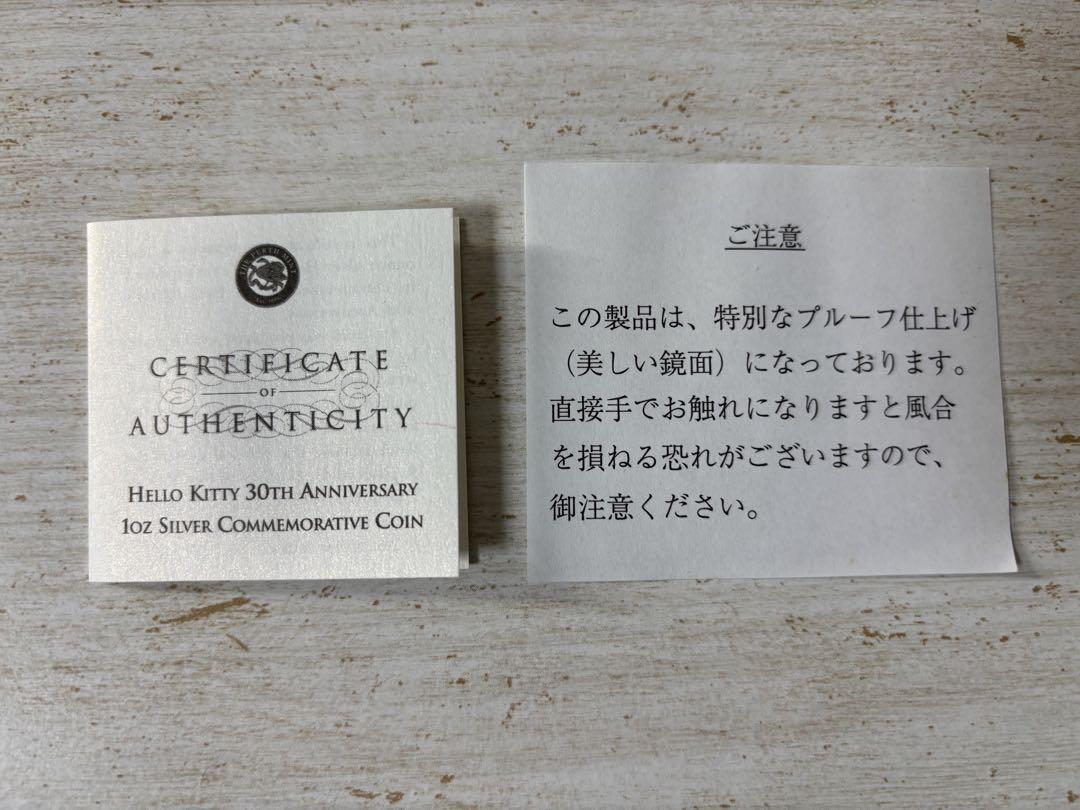 THE PERTH MINT
CERTIFICATE
OF
AUTHENTICITY
HELLO KITTY 30TH ANNIVERSARY
1OZ SILVER COMMEMORATIVE COIN
ご注意
この製品は、特別なプルーフ仕上げ
（美しい鏡面）になっております。
直接手でお触れになりますと風合
を損ねる恐れがございますので、
御注意ください。